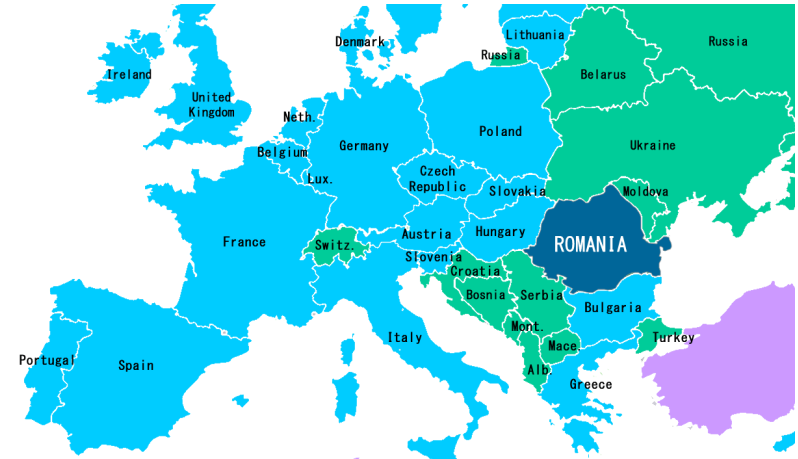 Lithuania
Denmark
Russia
Russia
Ireland
Belarus
United
Kingdom
Neth.
Poland
Germany
Ukraine
Belgium
Czech
Republic
Lux.
Slovakia
Moldova
Austria
Hungary
France
Switz.
ROMANIA
Slovenia
Croatia
Bosnia
Serbia
Bulgaria
Mont.
Italy
Turkey
Mace.
Portugal
Spain
Alb.
Greece